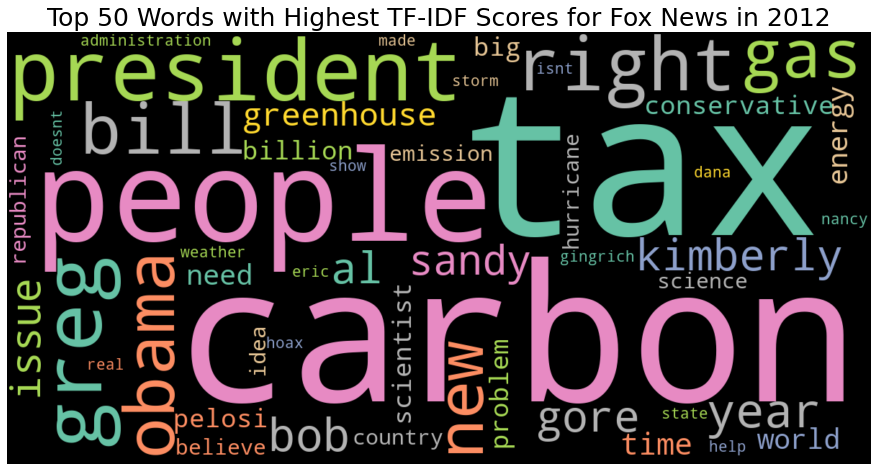 Top 50 Words with Highest TF-IDF Scores for Fox News in 2012
administration
made
big
isnt
right
gas
president
storm
conservative
bill
greenhouse
tax
energy
doesnt
billion
emission
republican
people
show
hurricane
dana
nancy
weather
sandy
gingrich
kimberly
greg
obama
need
eric
al
science
issue
carbon
scientist
idea
hoax
real
new
problem
pelosi
bob
gore
state
year
believe
country
time
help
world